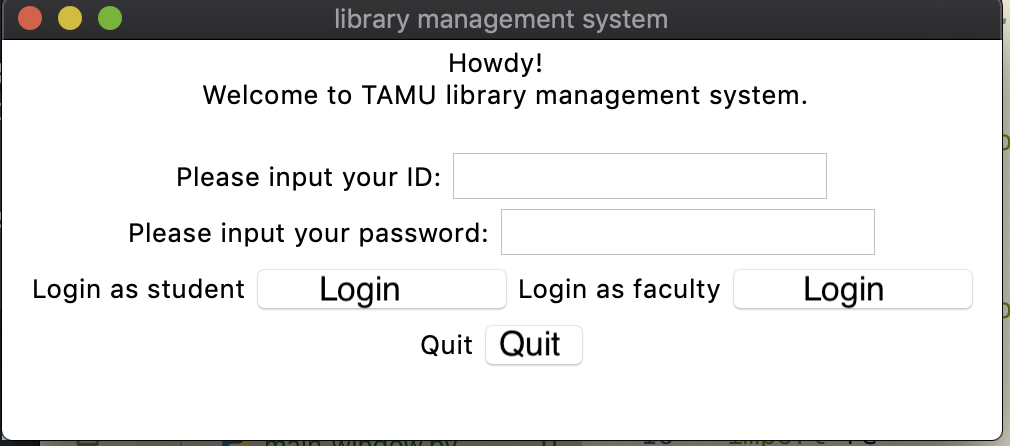 library management system
Howdy!
Welcome to TAMU library management system.
Please input your ID:
Please input your password:
Login as student Login Login as faculty Login
Quit Quit